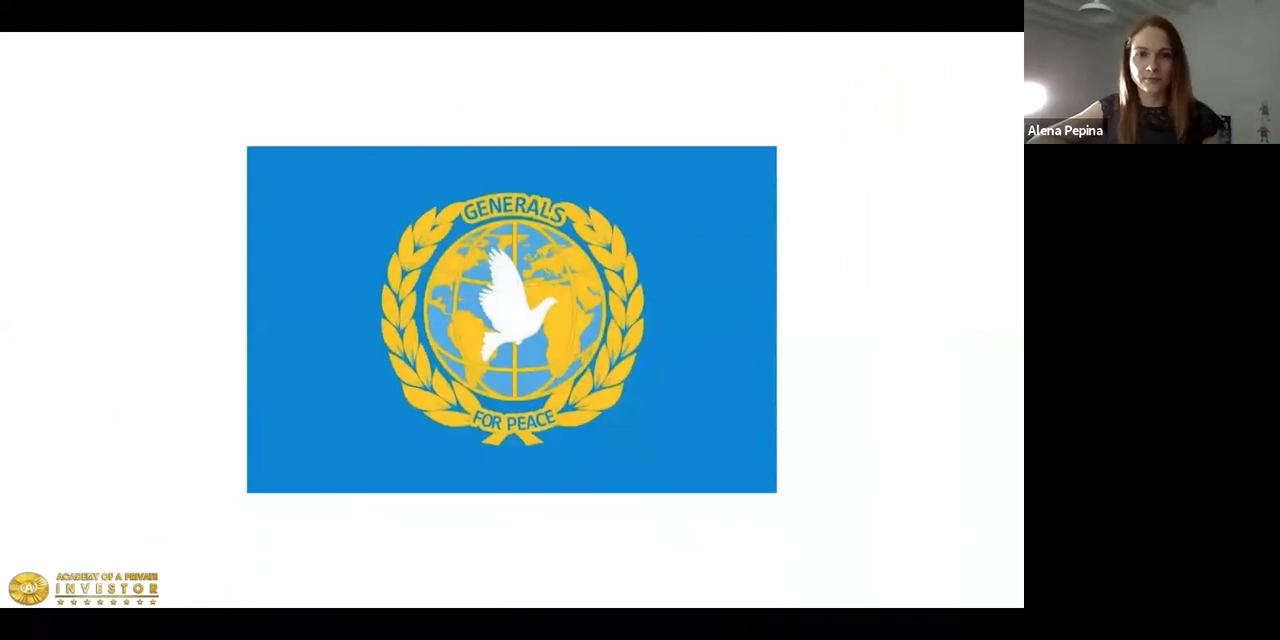 GENERALS
FOR PEACE
Alena Pepina
ACADEMY OF A PRIVATE
INVESTOR